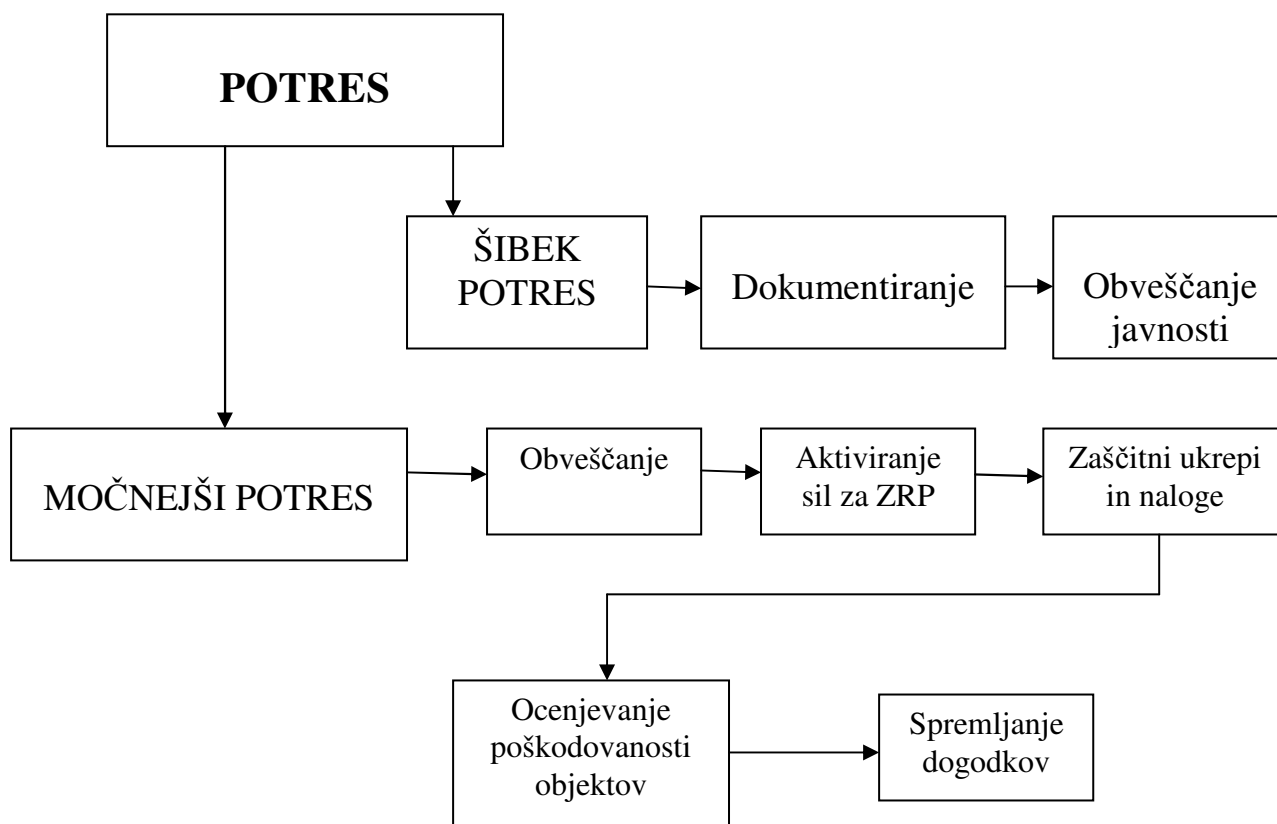 POTRES
ŠIBEK
POTRES
Dokumentiranje
Obveščanje
javnosti
MOČNEJŠI POTRES
Obveščanje
Aktiviranje
sil za ZRP
Zaščitni ukrepi
in naloge
Ocenjevanje
poškodovanosti
objektov
Spremljanje
dogodkov